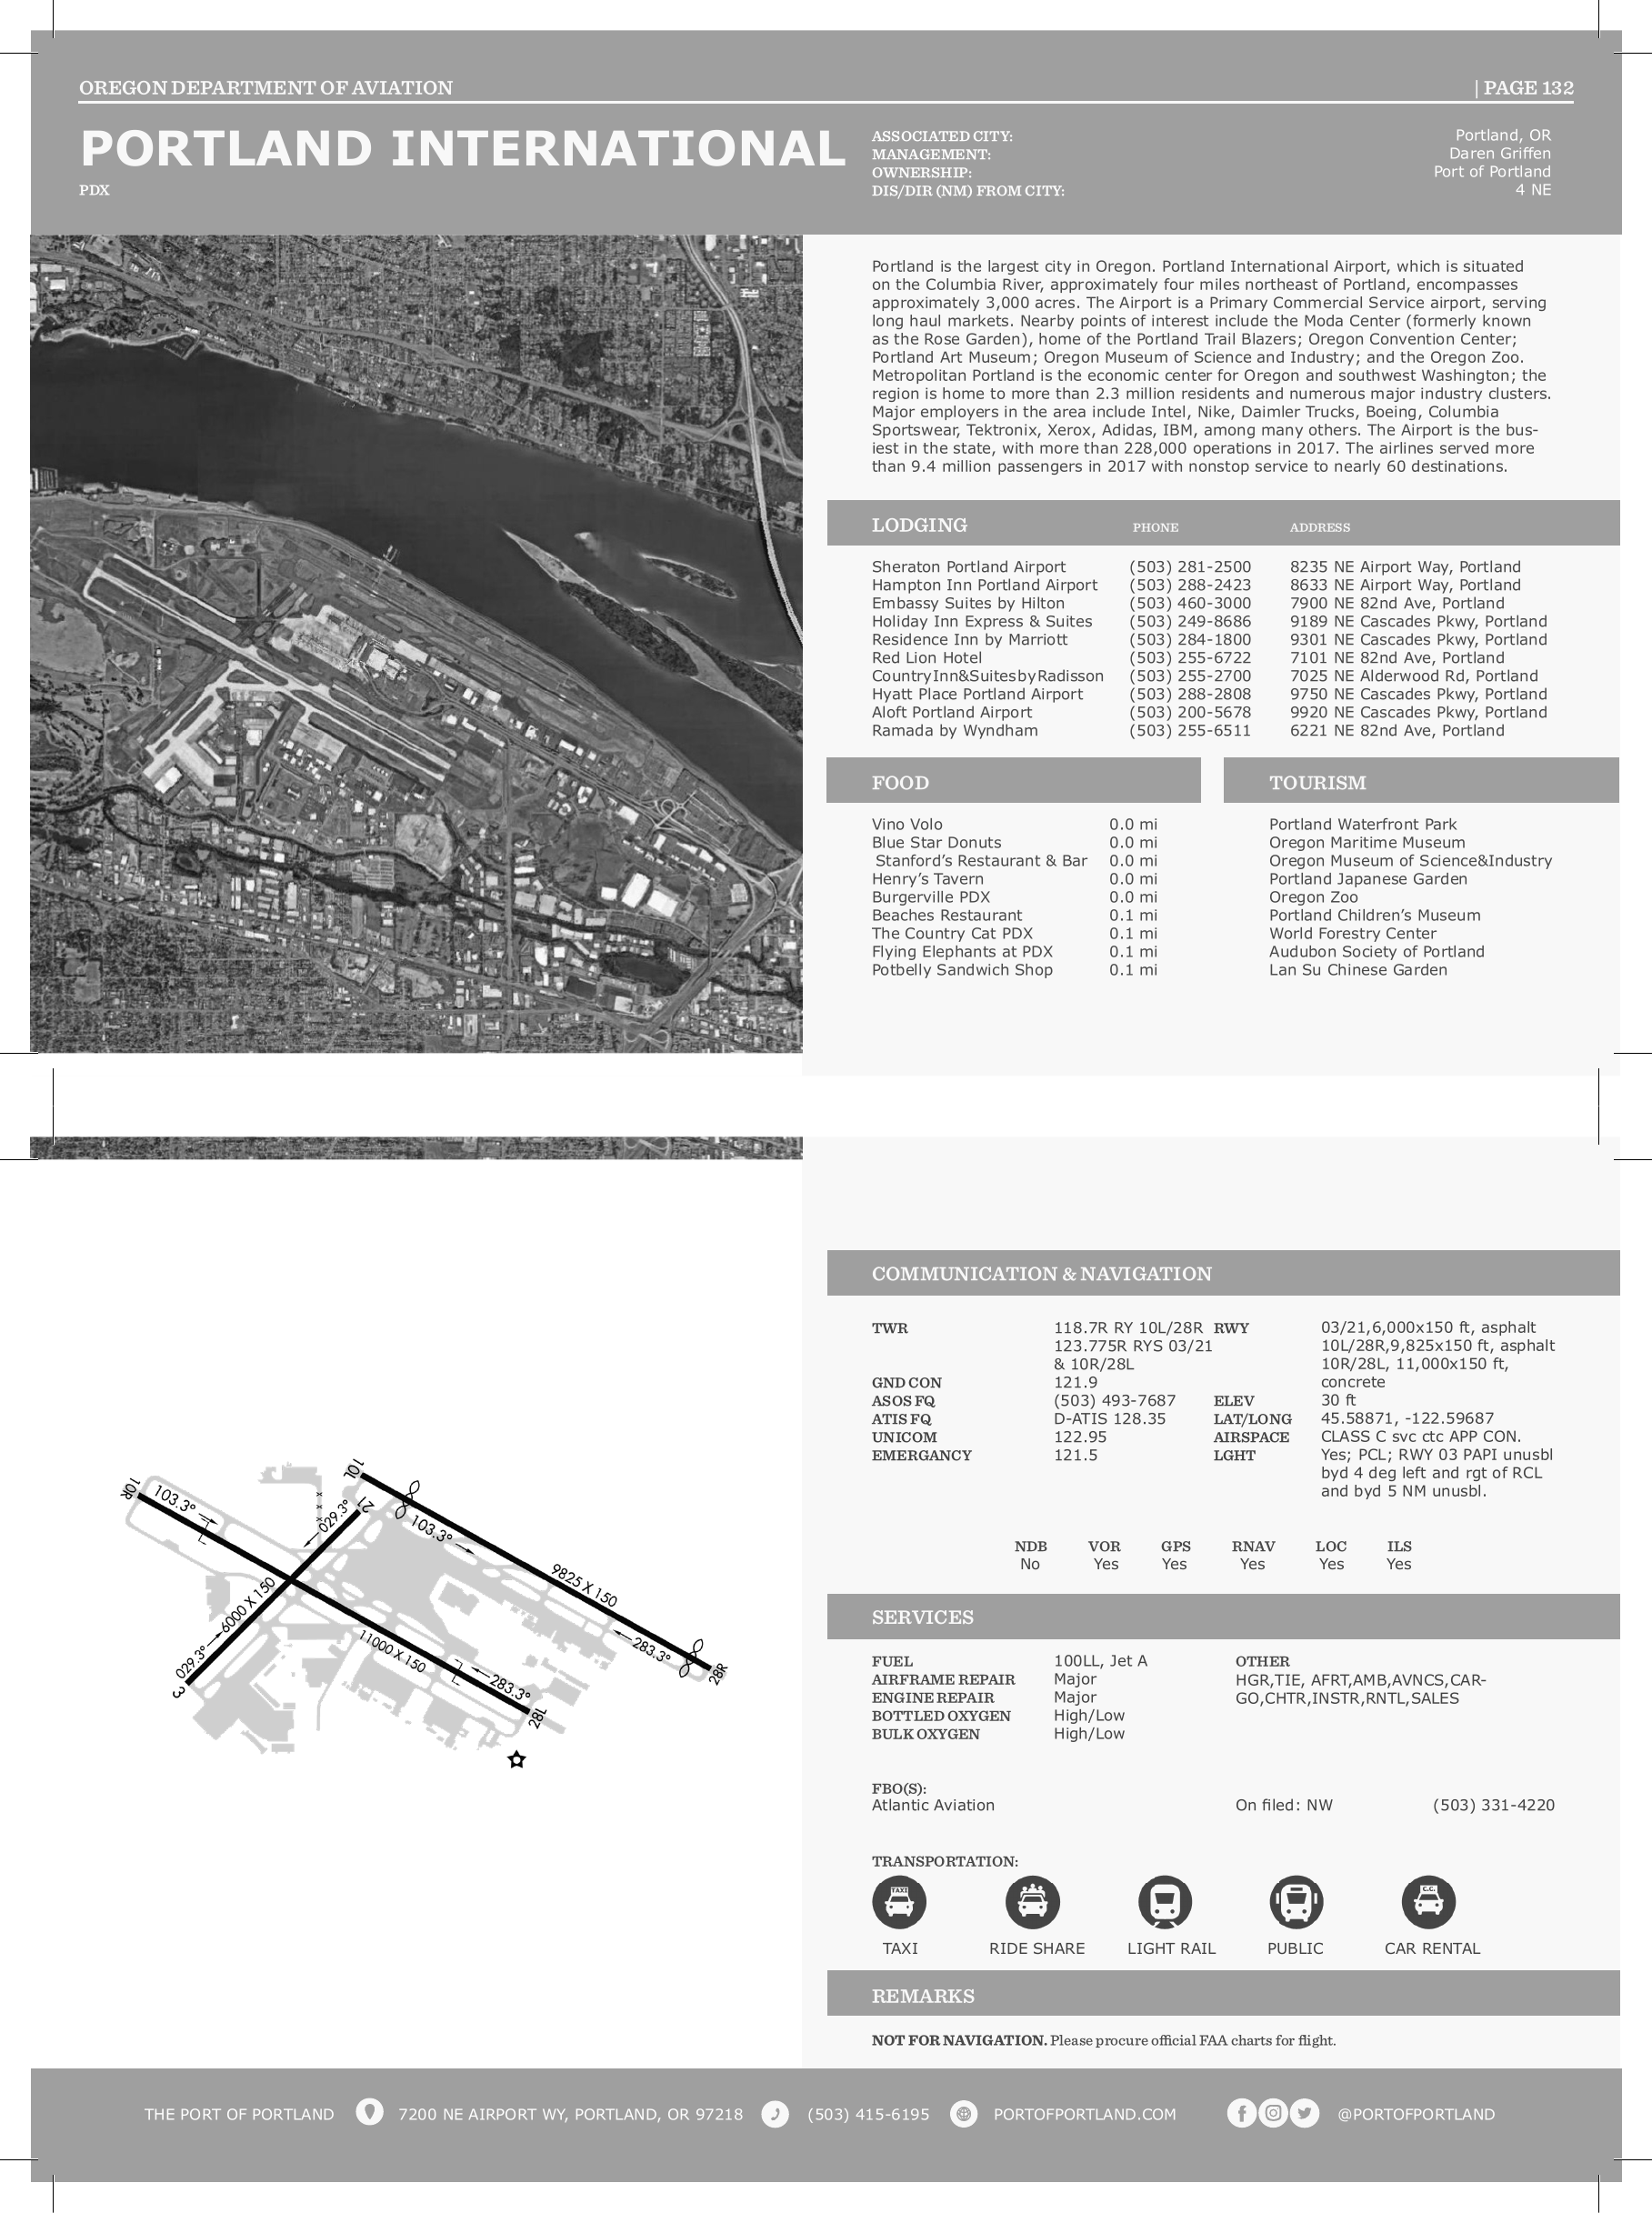 OREGON DEPARTMENT OF AVIATION | PAGE 132
PORTLAND INTERNATIONAL
PDX
ASSOCIATED CITY: Portland, OR
MANAGEMENT: Daren Griffen
OWNERSHIP: Port of Portland
DIS/DIR (NM) FROM CITY: 4 NE
Portland is the largest city in Oregon. Portland International Airport, which is situated
on the Columbia River, approximately four miles northeast of Portland, encompasses
approximately 3,000 acres. The Airport is a Primary Commercial Service airport, serving
long haul markets. Nearby points of interest include the Moda Center (formerly known
as the Rose Garden), home of the Portland Trail Blazers; Oregon Convention Center;
Portland Art Museum; Oregon Museum of Science and Industry; and the Oregon Zoo.
Metropolitan Portland is the economic center for Oregon and southwest Washington; the
region is home to more than 2.3 million residents and numerous major industry clusters.
Major employers in the area include Intel, Nike, Daimler Trucks, Boeing, Columbia
Sportswear, Tektronix, Xerox, Adidas, IBM, among many others. The Airport is the bus-
iest in the state, with more than 228,000 operations in 2017. The airlines served more
than 9.4 million passengers in 2017 with nonstop service to nearly 60 destinations.
LODGING PHONE ADDRESS
Sheraton Portland Airport (503) 281-2500 8235 NE Airport Way, Portland
Hampton Inn Portland Airport (503) 288-2423 8633 NE Airport Way, Portland
Embassy Suites by Hilton (503) 460-3000 7900 NE 82nd Ave, Portland
Holiday Inn Express & Suites (503) 249-8686 9189 NE Cascades Pkwy, Portland
Residence Inn by Marriott (503) 284-1800 9301 NE Cascades Pkwy, Portland
Red Lion Hotel (503) 255-6722 7101 NE 82nd Ave, Portland
CountryInn&SuitesbyRadisson (503) 255-2700 7025 NE Alderwood Rd, Portland
Hyatt Place Portland Airport (503) 288-2808 9750 NE Cascades Pkwy, Portland
Aloft Portland Airport (503) 200-5678 9920 NE Cascades Pkwy, Portland
Ramada by Wyndham (503) 255-6511 6221 NE 82nd Ave, Portland
FOOD
Vino Volo 0.0 mi
Blue Star Donuts 0.0 mi
Stanford's Restaurant & Bar 0.0 mi
Henry's Tavern 0.0 mi
Burgerville PDX 0.0 mi
Beaches Restaurant 0.1 mi
The Country Cat PDX 0.1 mi
Flying Elephants at PDX 0.1 mi
Potbelly Sandwich Shop 0.1 mi
TOURISM
Portland Waterfront Park
Oregon Maritime Museum
Oregon Museum of Science&Industry
Portland Japanese Garden
Oregon Zoo
Portland Children's Museum
World Forestry Center
Audubon Society of Portland
Lan Su Chinese Garden
10R
103.3°
10L
21
029.3°
103.3°
9825 X 150
6000 X 150
029.3°
3
11000 X 150
283.3°
28L
283.3°
28R
COMMUNICATION & NAVIGATION
TWR 118.7R RY 10L/28R
123.775R RYS 03/21
& 10R/28L
GND CON 121.9
ASOS FQ (503) 493-7687
ATIS FQ D-ATIS 128.35
UNICOM 122.95
EMERGANCY 121.5
RWY 03/21,6,000x150 ft, asphalt
10L/28R,9,825x150 ft, asphalt
10R/28L, 11,000x150 ft,
concrete
ELEV 30 ft
LAT/LONG 45.58871, -122.59687
AIRSPACE CLASS C svc ctc APP CON.
LGHT Yes; PCL; RWY 03 PAPI unusbl
byd 4 deg left and rgt of RCL
and byd 5 NM unusbl.
NDB VOR GPS RNAV LOC ILS
No Yes Yes Yes Yes Yes
SERVICES
FUEL 100LL, Jet A
AIRFRAME REPAIR Major
ENGINE REPAIR Major
BOTTLED OXYGEN High/Low
BULK OXYGEN High/Low
OTHER
HGR,TIE, AFRT,AMB,AVNCS,CAR-
GO,CHTR,INSTR,RNTL,SALES
FBO(S):
Atlantic Aviation On filed: NW (503) 331-4220
TRANSPORTATION:
TAXI
C.C.
TAXI RIDE SHARE LIGHT RAIL PUBLIC CAR RENTAL
REMARKS
NOT FOR NAVIGATION. Please procure official FAA charts for flight.
THE PORT OF PORTLAND 7200 NE AIRPORT WY, PORTLAND, OR 97218 (503) 415-6195 PORTOFPORTLAND.COM @PORTOFPORTLAND